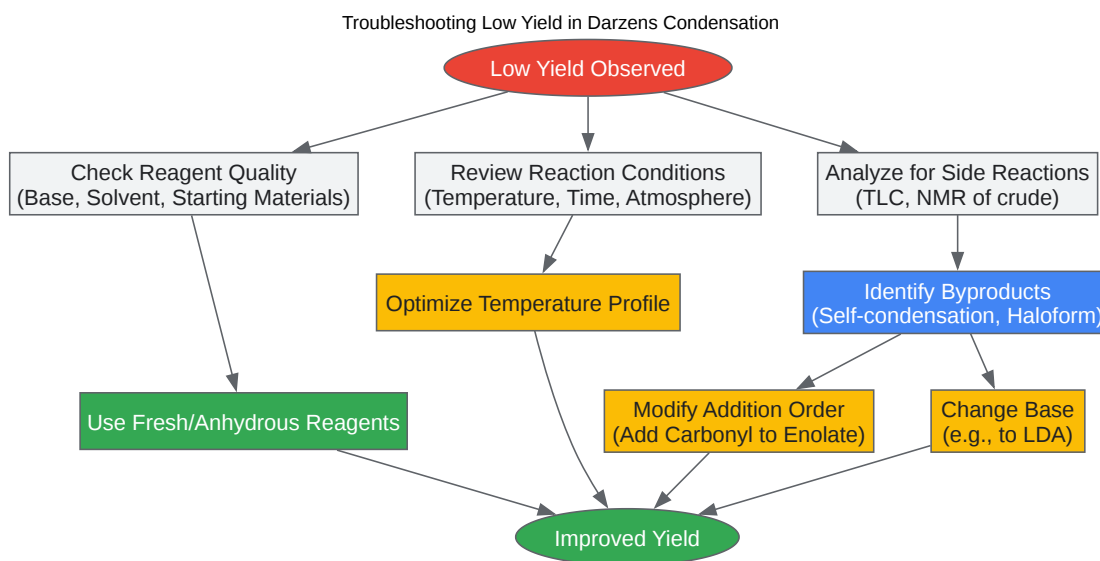 Troubleshooting Low Yield in Darzens Condensation
Low Yield Observed
Check Reagent Quality
(Base, Solvent, Starting Materials)
Review Reaction Conditions
(Temperature, Time, Atmosphere)
Analyze for Side Reactions
(TLC, NMR of crude)
Optimize Temperature Profile
Identify Byproducts
(Self-condensation, Haloform)
Use Fresh/Anhydrous Reagents
Modify Addition Order
(Add Carbonyl to Enolate)
Change Base
(e.g., to LDA)
Improved Yield